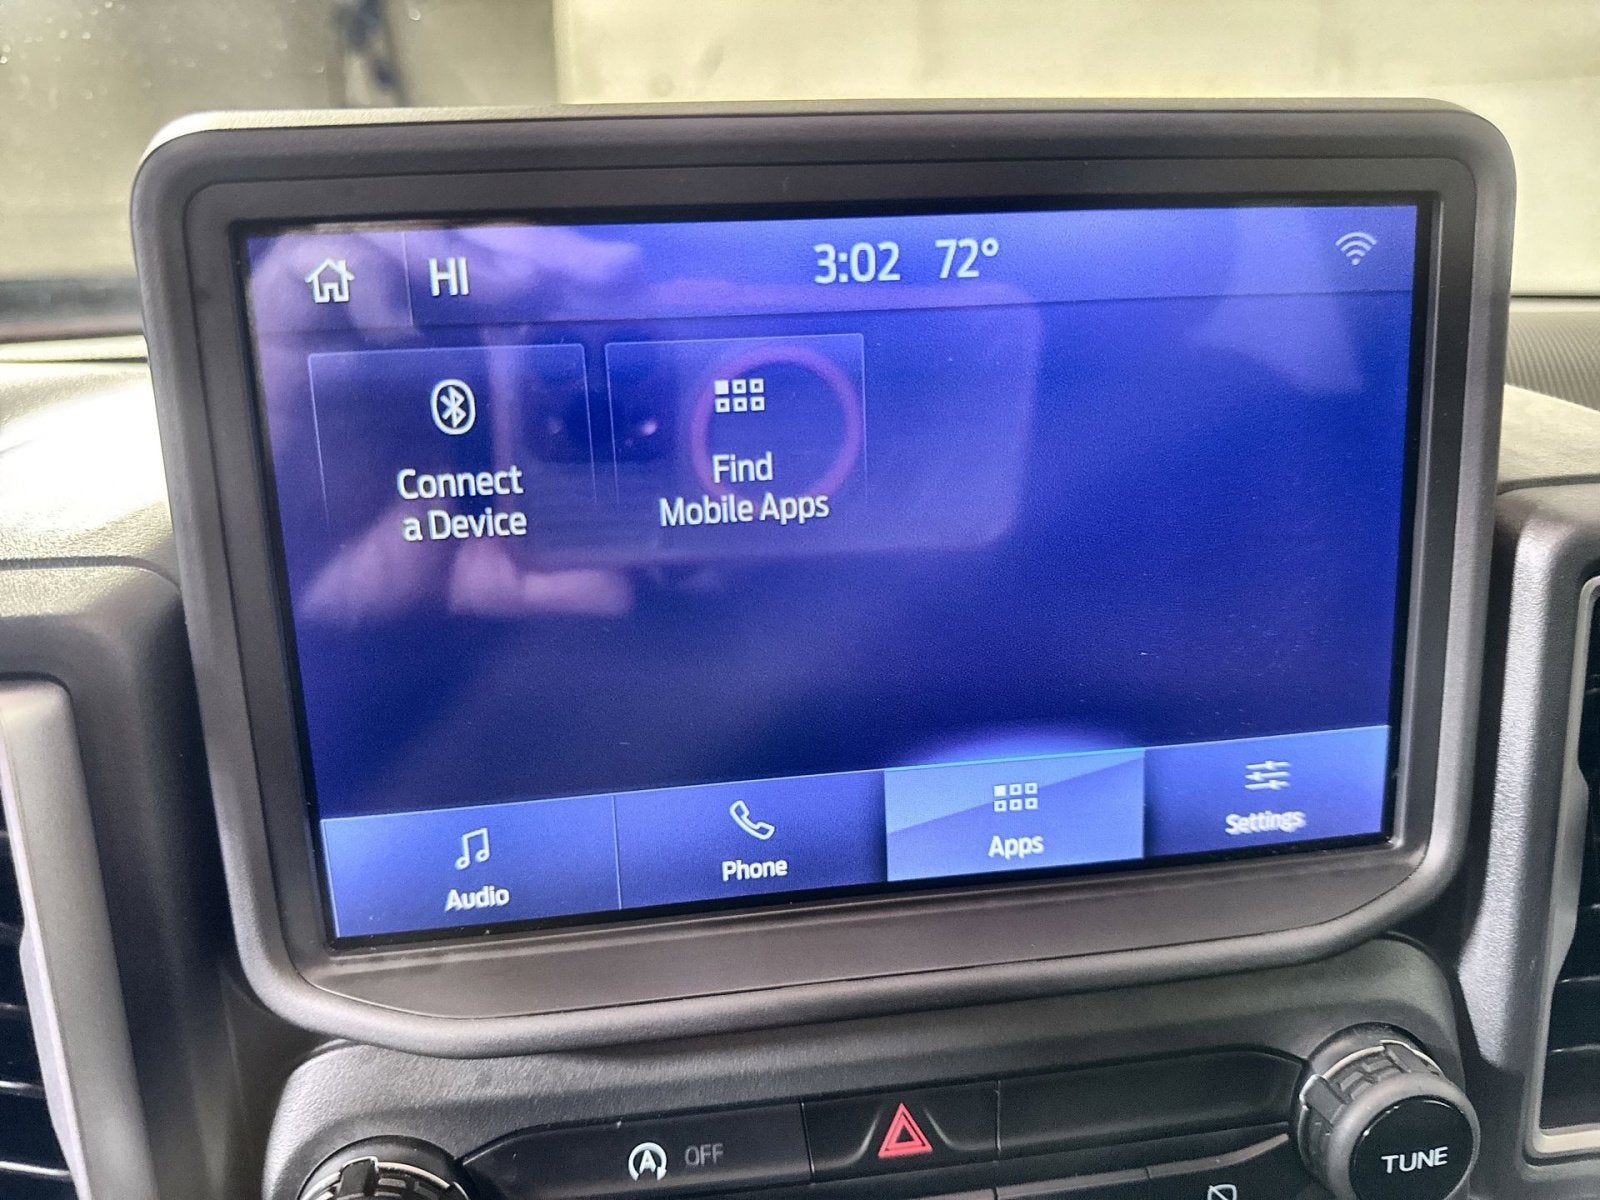 HI
3:02 72°
Connect
a Device
Find
Mobile Apps
Audio
Phone
Apps
Settings
A OFF
TUNE